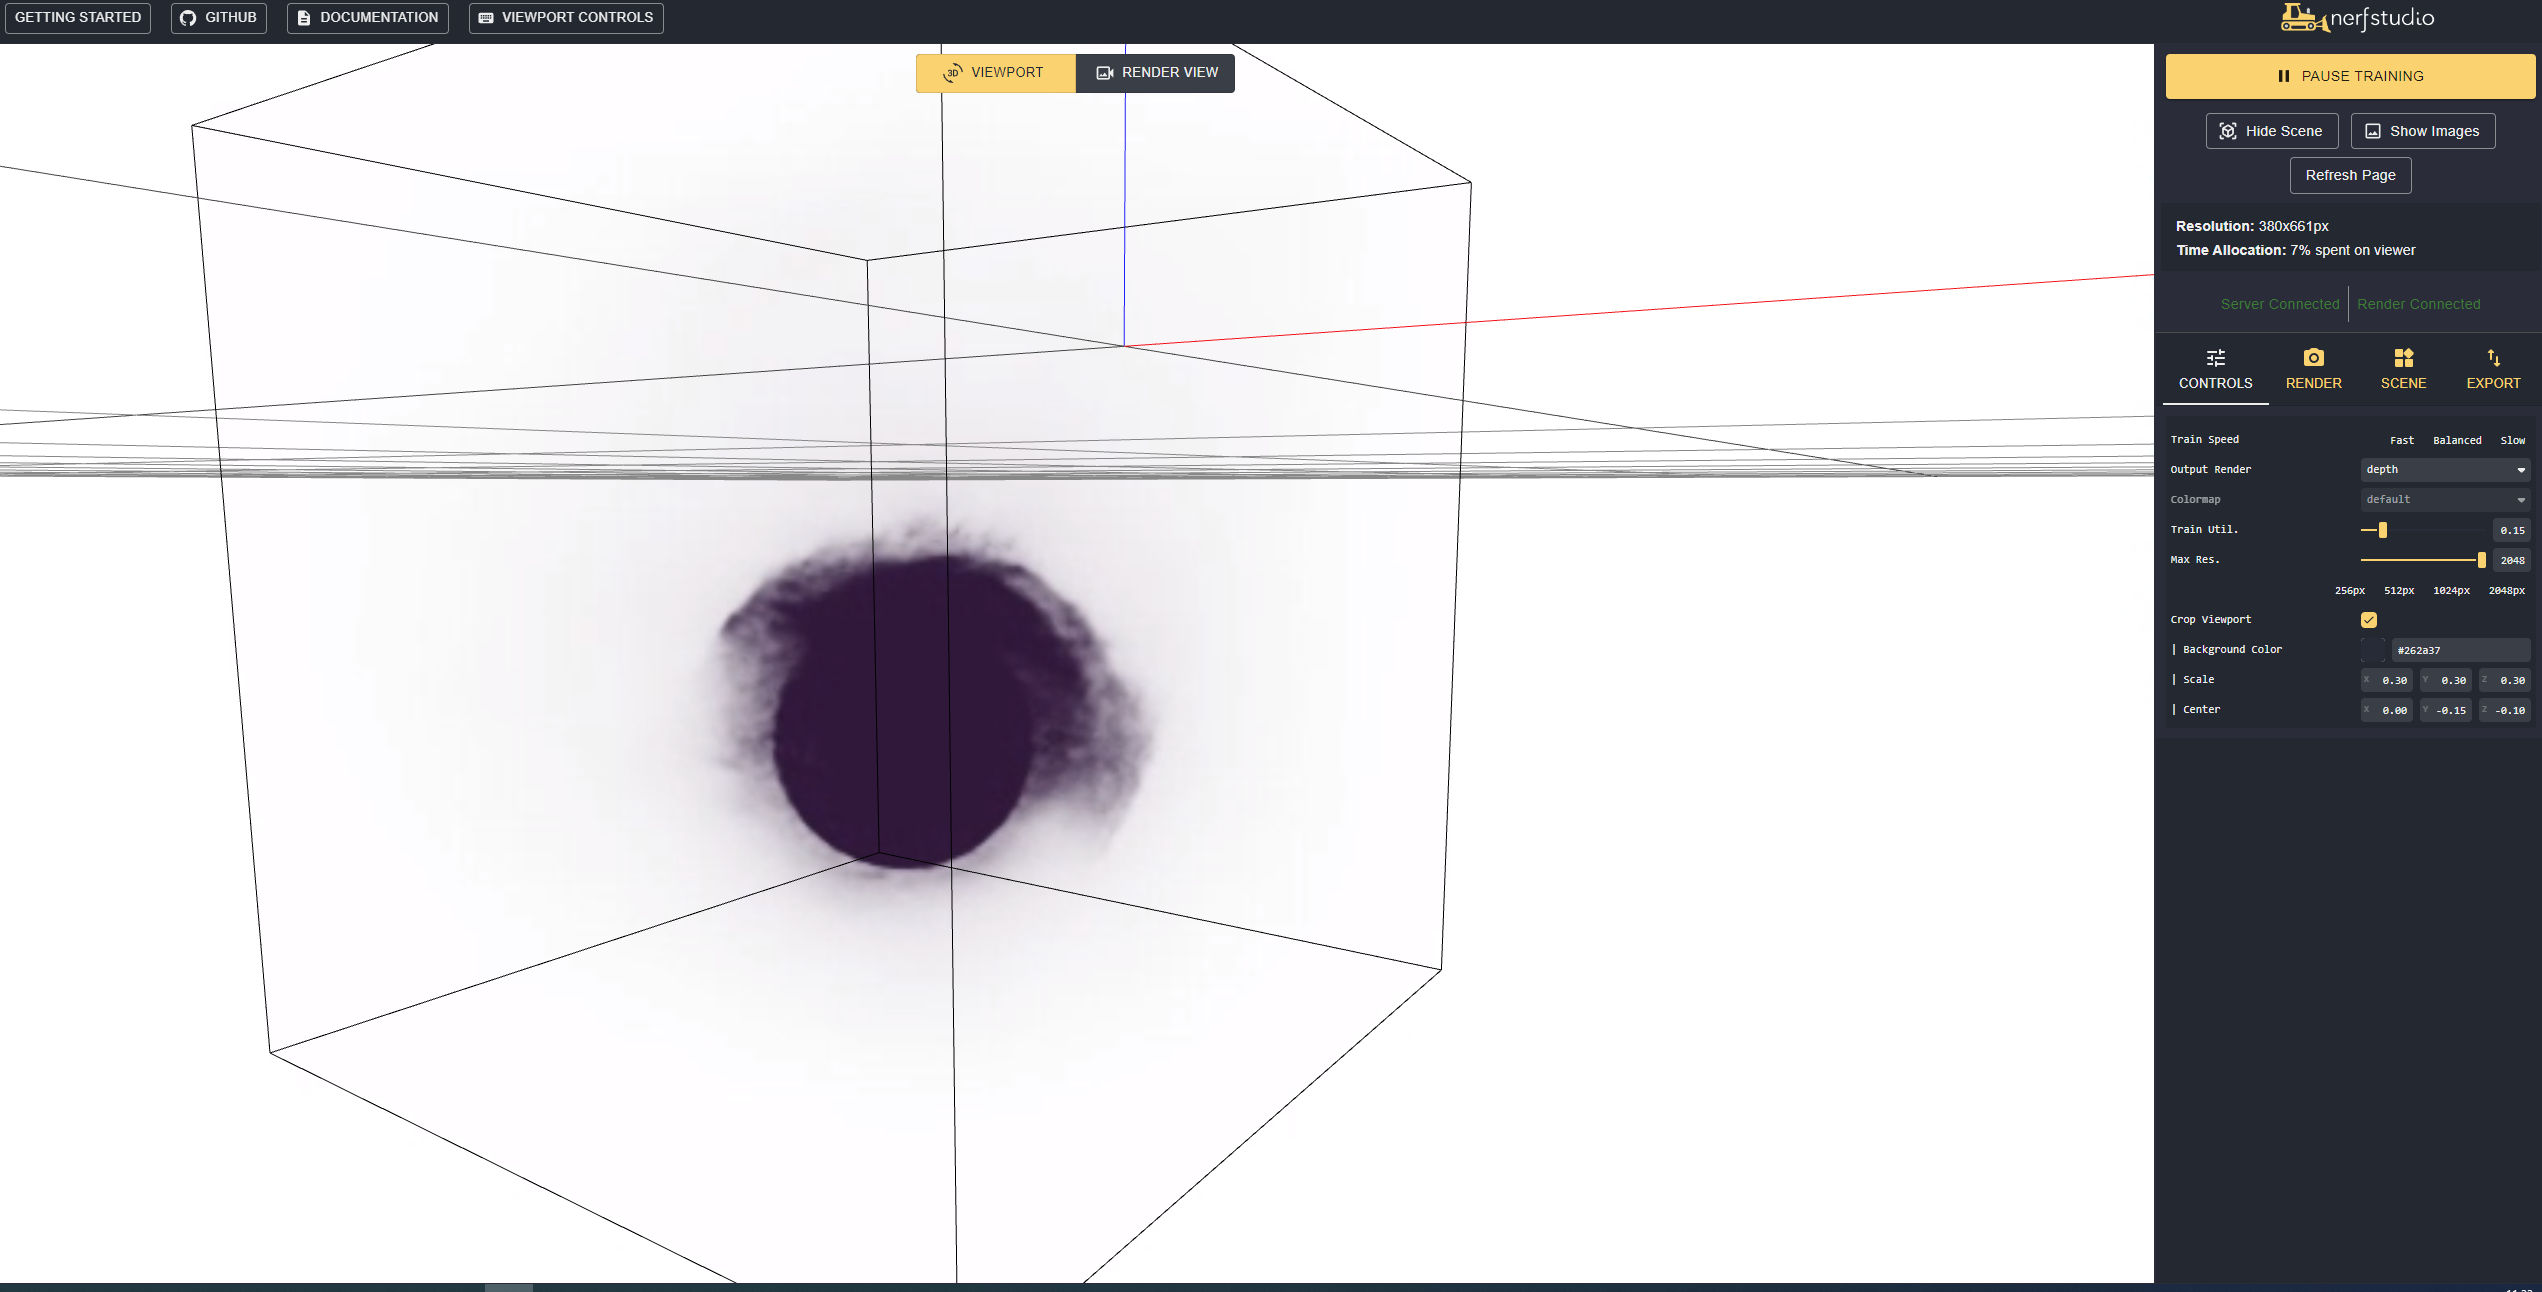 GETTING STARTED
GITHUB
DOCUMENTATION
VIEWPORT CONTROLS
nerfstudio
3D VIEWPORT
RENDER VIEW
PAUSE TRAINING
Hide Scene
Show Images
Refresh Page
Resolution: 380x661px
Time Allocation: 7% spent on viewer
Server Connected
Render Connected
CONTROLS
RENDER
SCENE
EXPORT
Train Speed Fast Balanced Slow
Output Render depth
Colormap default
Train Util. 0.15
Max Res. 2048
256px 512px 1024px 2048px
Crop Viewport
| Background Color #262a37
| Scale X 0.30 Y 0.30 Z 0.30
| Center X 0.00 Y -0.15 Z -0.10